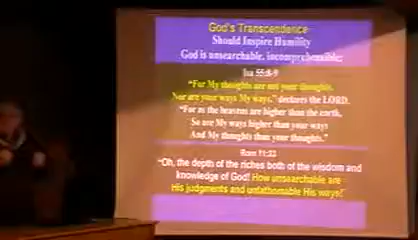 God's Transcendence
Should Inspire Humility
God is unsearchable, incomprehensible:
Isa 55:8-9
"For My thoughts are not your thoughts,
Nor are your ways My ways," declares the LORD.
"For as the heavens are higher than the earth,
So are My ways higher than your ways
And My thoughts than your thoughts."
Rom 11:33
"Oh, the depth of the riches both of the wisdom and
knowledge of God! How unsearchable are
His judgments and unfathomable His ways!"